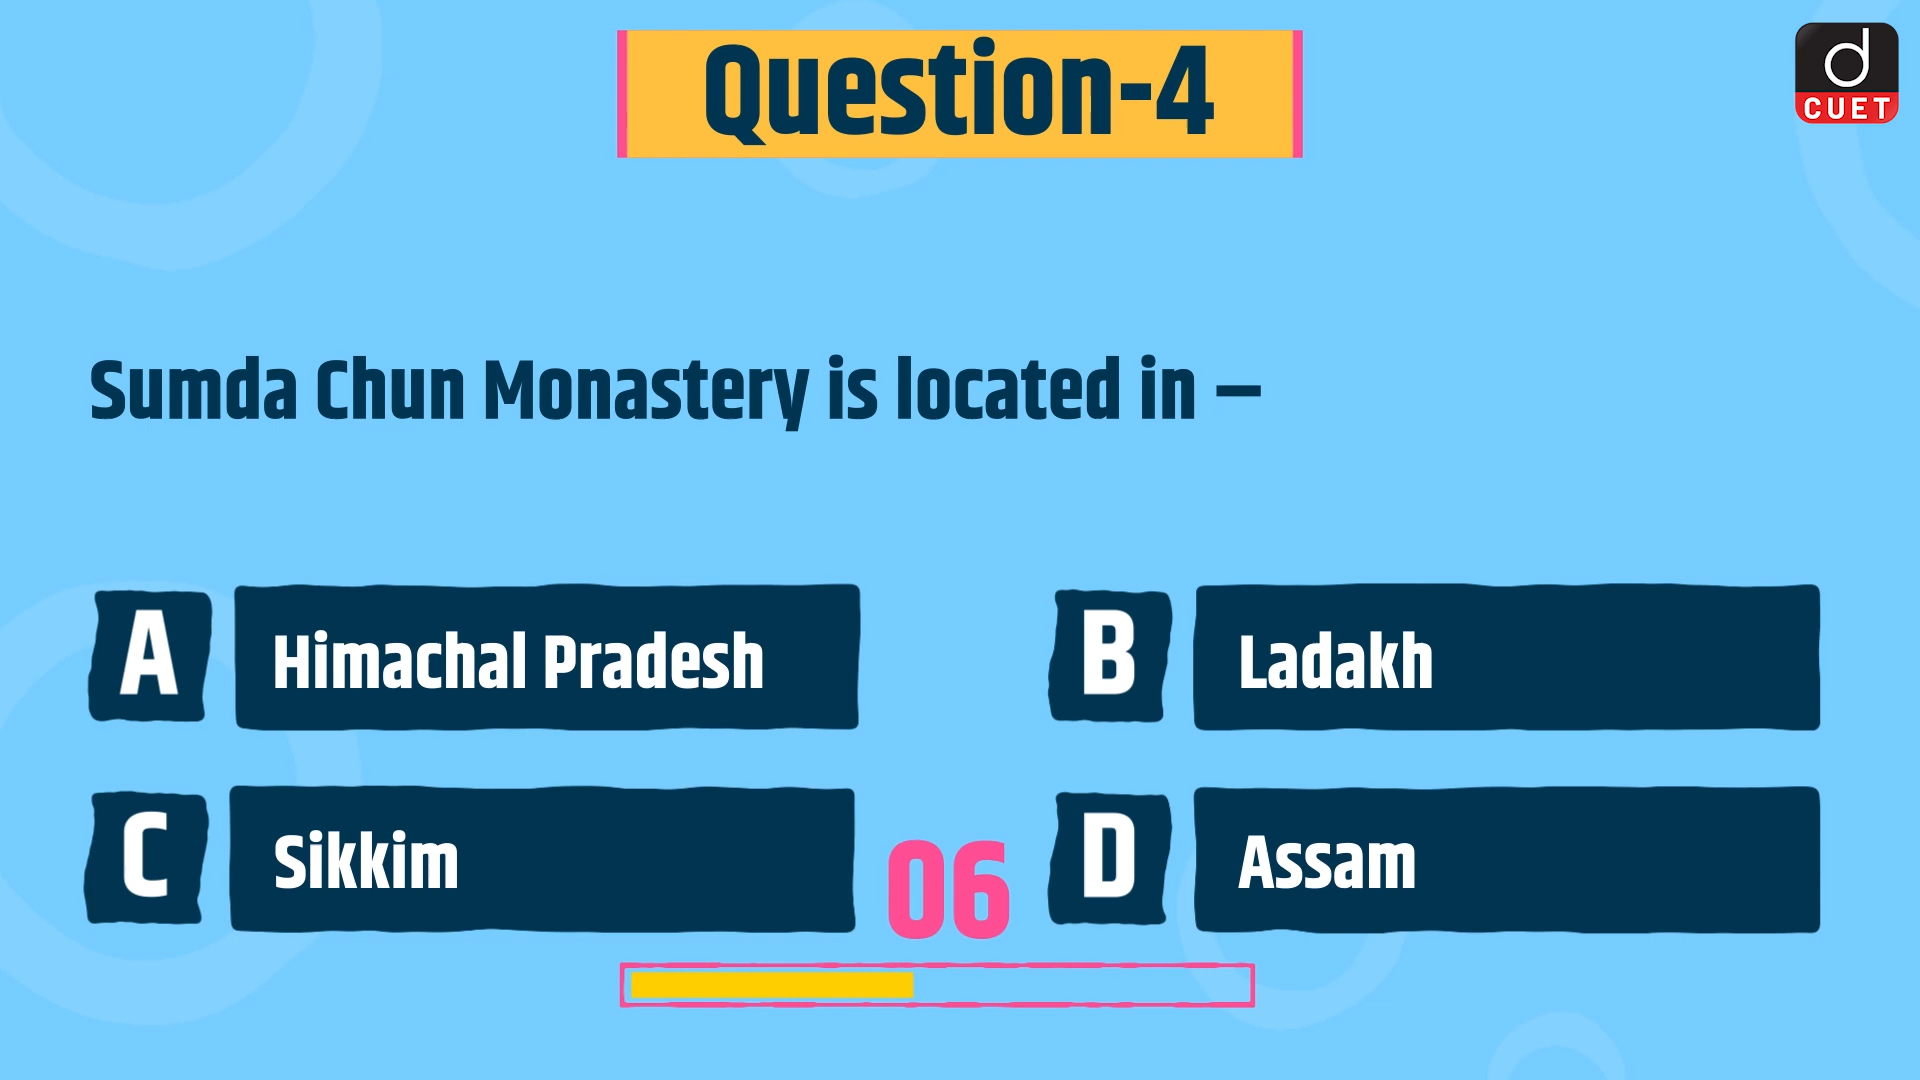 Question-4
d
CUET
Sumda Chun Monastery is located in –
A Himachal Pradesh
B Ladakh
C Sikkim
06
D Assam